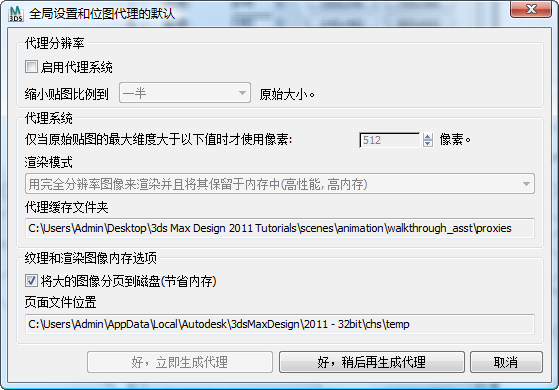 3DS 全局设置和位图代理的默认
代理分辨率
启用代理系统
缩小贴图比例到 一半 原始大小。
代理系统
仅当原始贴图的最大维度大于以下值时才使用像素: 512 像素。
渲染模式
用完全分辨率图像来渲染并且将其保留于内存中(高性能, 高内存)
代理缓存文件夹
C:\Users\Admin\Desktop\3ds Max Design 2011 Tutorials\scenes\animation\walkthrough_asst\proxies
纹理和渲染图像内存选项
将大的图像分页到磁盘(节省内存)
页面文件位置
C:\Users\Admin\AppData\Local\Autodesk\3dsMaxDesign\2011 - 32bit\chs\temp
好，立即生成代理 好，稍后再生成代理 取消